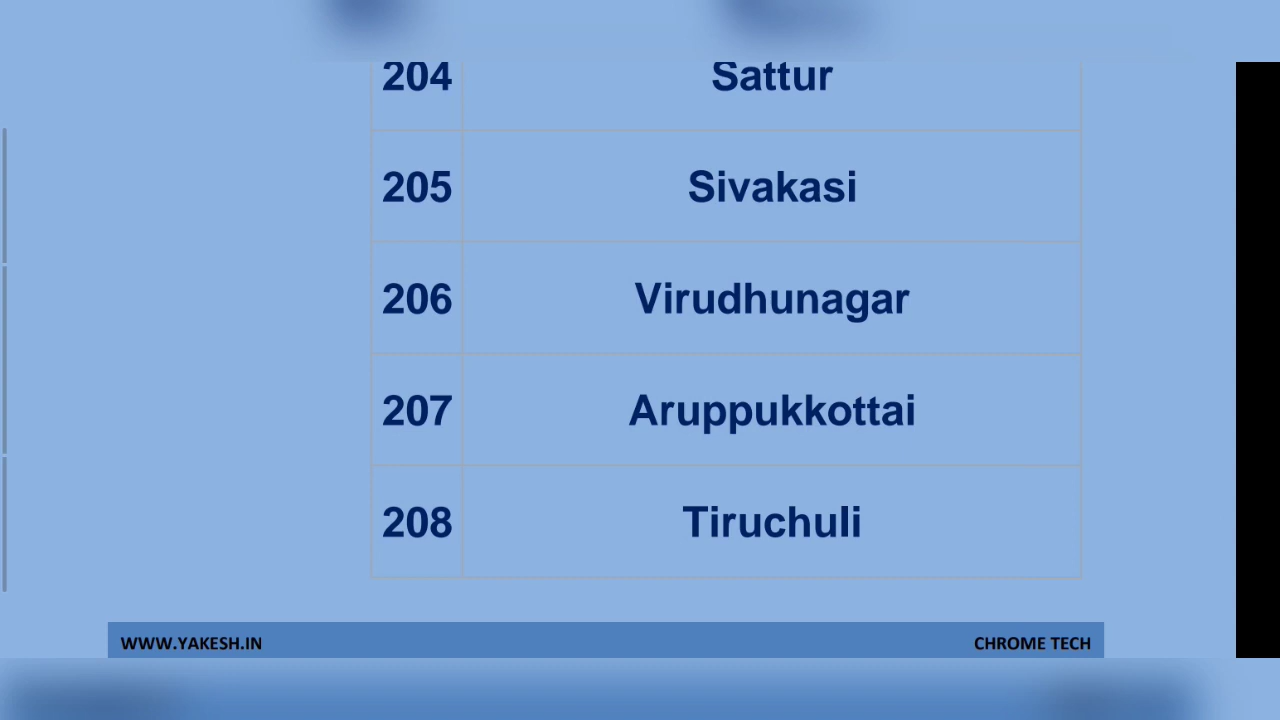 204 Sattur
205 Sivakasi
206 Virudhunagar
207 Aruppukkottai
208 Tiruchuli
WWW.YAKESH.IN CHROME TECH